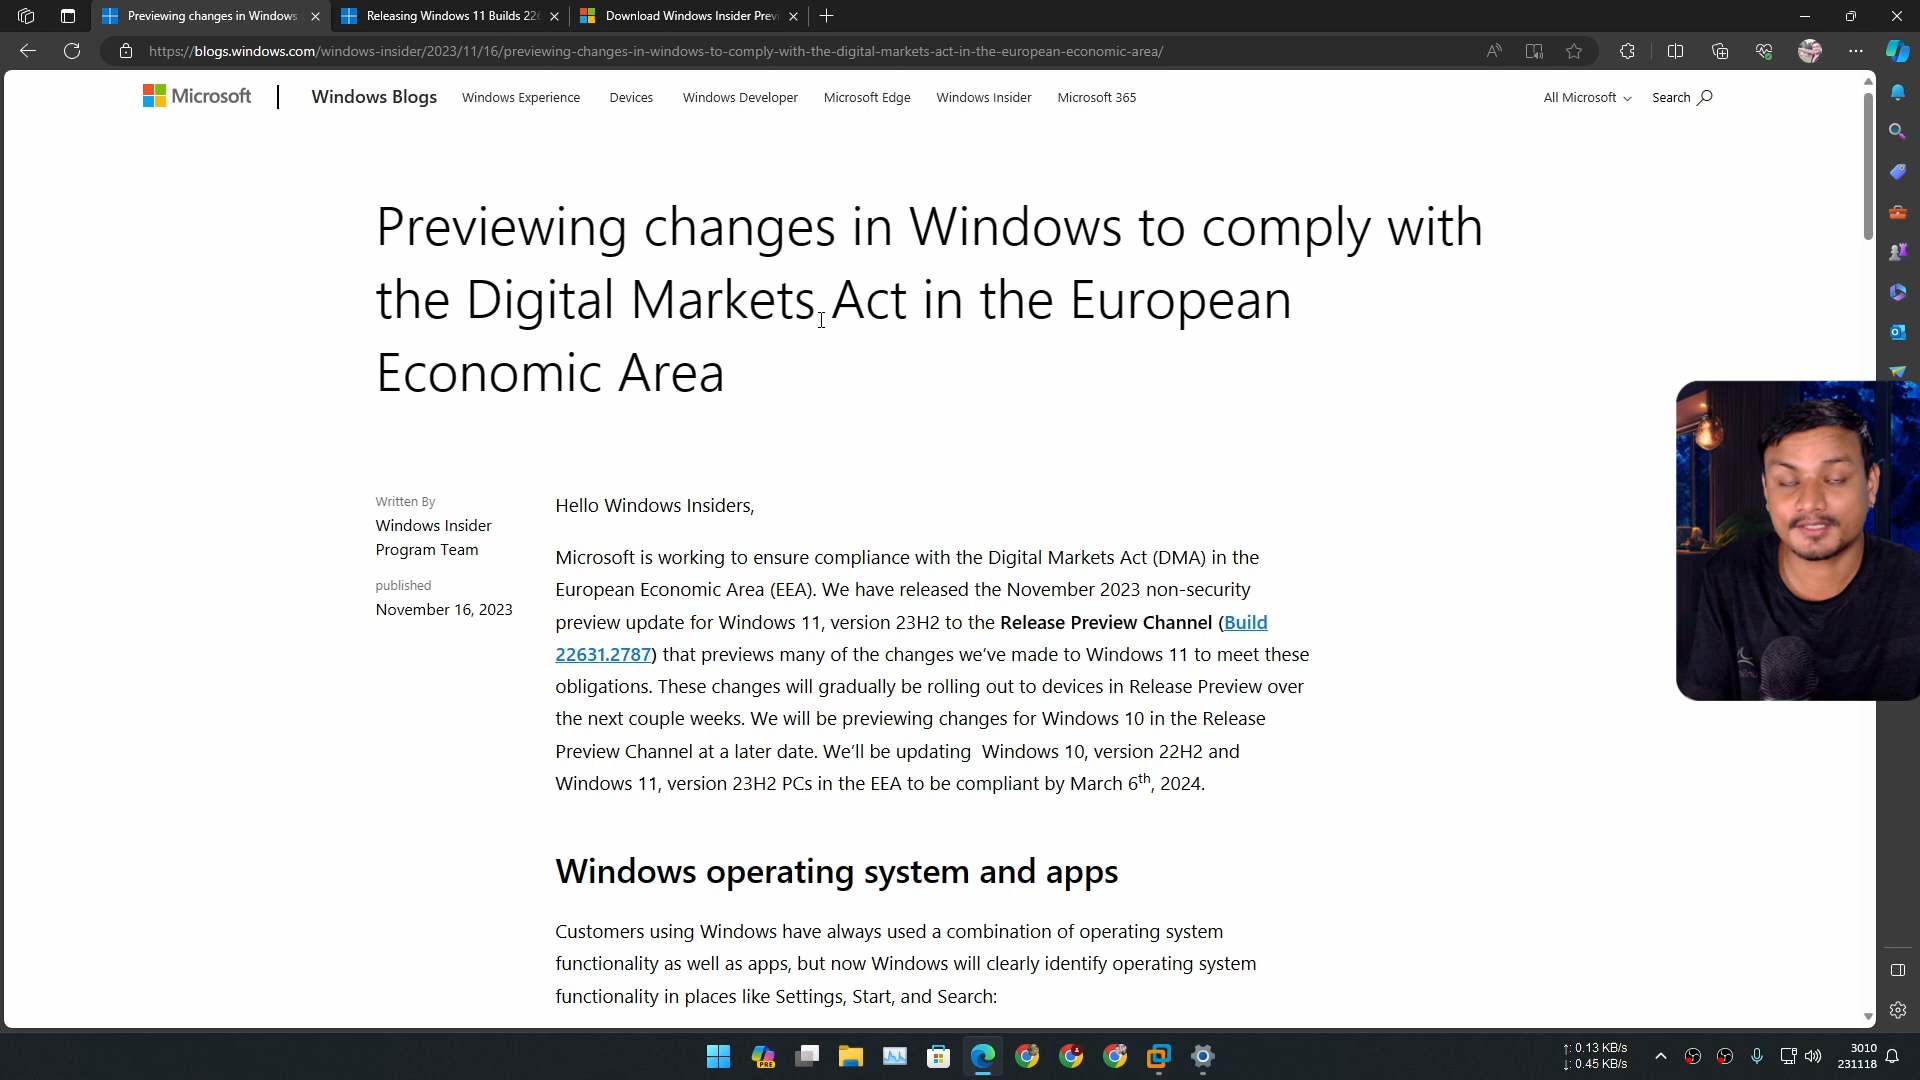 Previewing changes in Windows
Releasing Windows 11 Builds 22
Download Windows Insider Previ
https://blogs.windows.com/windows-insider/2023/11/16/previewing-changes-in-windows-to-comply-with-the-digital-markets-act-in-the-european-economic-area/
Microsoft
Windows Blogs
Windows Experience
Devices
Windows Developer
Microsoft Edge
Windows Insider
Microsoft 365
All Microsoft
Search
Previewing changes in Windows to comply with
the Digital Markets Act in the European
Economic Area
Written By
Windows Insider
Program Team
published
November 16, 2023
Hello Windows Insiders,
Microsoft is working to ensure compliance with the Digital Markets Act (DMA) in the
European Economic Area (EEA). We have released the November 2023 non-security
preview update for Windows 11, version 23H2 to the Release Preview Channel (Build
22631.2787) that previews many of the changes we've made to Windows 11 to meet these
obligations. These changes will gradually be rolling out to devices in Release Preview over
the next couple weeks. We will be previewing changes for Windows 10 in the Release
Preview Channel at a later date. We'll be updating Windows 10, version 22H2 and
Windows 11, version 23H2 PCs in the EEA to be compliant by March 6th, 2024.
Windows operating system and apps
Customers using Windows have always used a combination of operating system
functionality as well as apps, but now Windows will clearly identify operating system
functionality in places like Settings, Start, and Search:
PRE
↑: 0.13 KB/s
↓: 0.45 KB/s
3010
231118